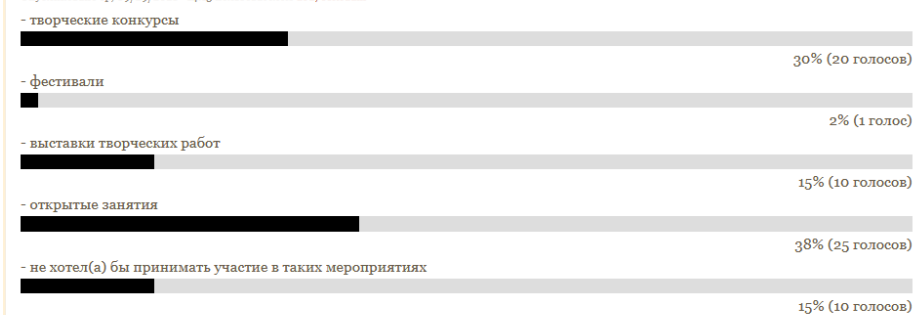 - творческие конкурсы
30% (20 голосов)
- фестивали
2% (1 голос)
- выставки творческих работ
15% (10 голосов)
- открытые занятия
38% (25 голосов)
- не хотел(а) бы принимать участие в таких мероприятиях
15% (10 голосов)